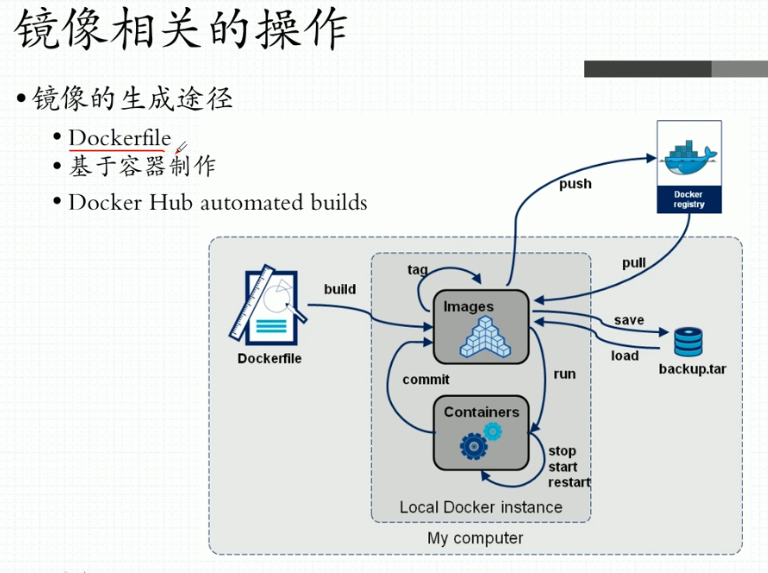 镜像相关的操作
•镜像的生成途径
• Dockerfile
• 基于容器制作
• Docker Hub automated builds
push
Docker
registry
pull
tag
build
Images
save
load
backup.tar
Dockerfile
commit
run
Containers
stop
start
restart
Local Docker instance
My computer